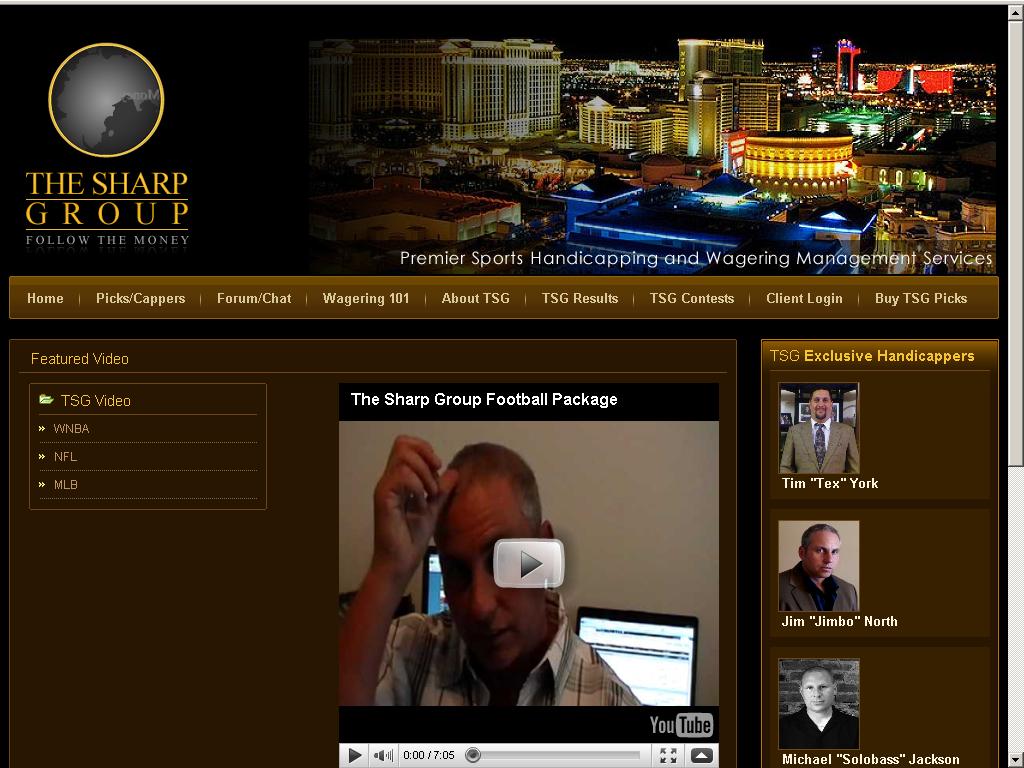 THE SHARP
GROUP
FOLLOW THE MONEY
Premier Sports Handicapping and Wagering Management Services
Home Picks/Cappers Forum/Chat Wagering 101 About TSG TSG Results TSG Contests Client Login Buy TSG Picks
Featured Video
TSG Video
WNBA
NFL
MLB
The Sharp Group Football Package
YouTube
0:00 / 7:05
TSG Exclusive Handicappers
Tim "Tex" York
Jim "Jimbo" North
Michael "Solobass" Jackson